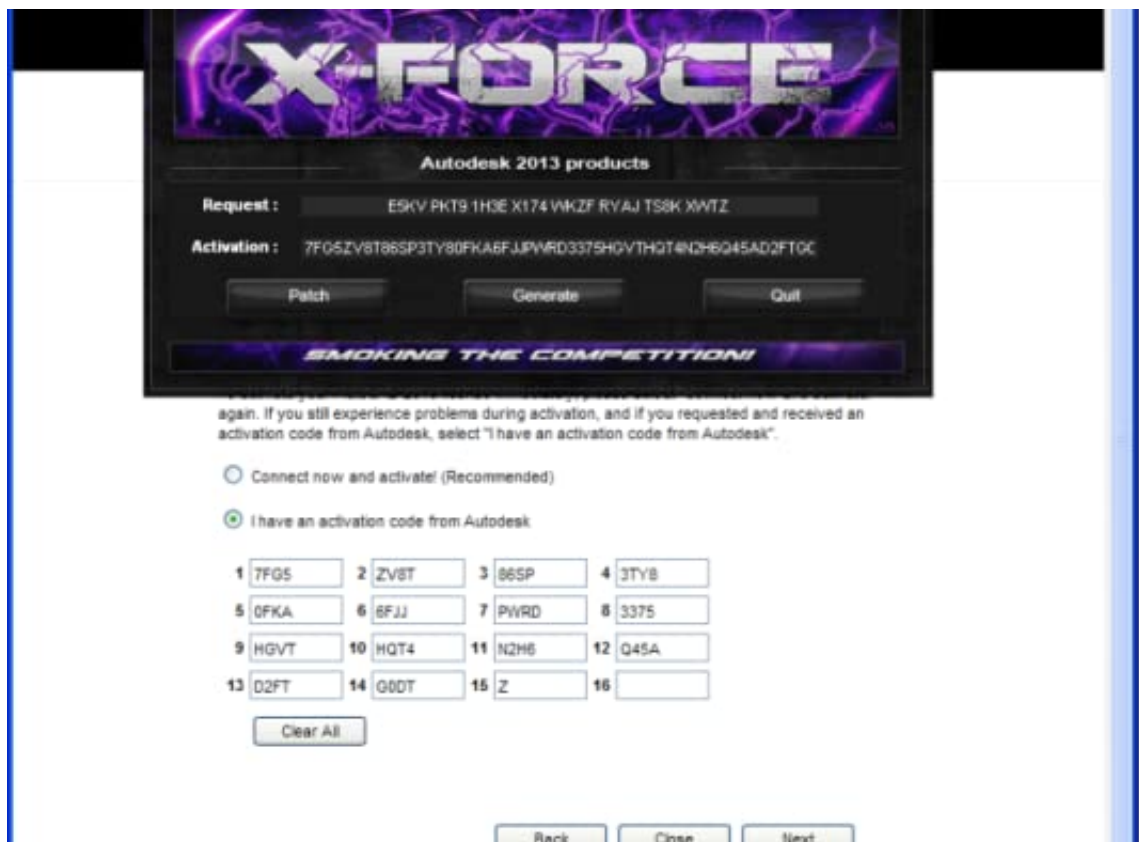 X-FORCE
Autodesk 2013 products
Request : ESKV PKT9 1H3E X174 WKZF RYAJ TS8K XWTZ
Activation : 7FG5ZV8T86SP3TY80FKA6FJJPWRD3375HGVTHQT4N2H6Q45AD2FTGC
Patch Generate Quit
SMOKING THE COMPETITION!
again. If you still experience problems during activation, and if you requested and received an
activation code from Autodesk, select "I have an activation code from Autodesk".
Connect now and activate! (Recommended)
I have an activation code from Autodesk
1 7FG5 2 ZV8T 3 86SP 4 3TY8
5 0FKA 6 6FJJ 7 PWRD 8 3375
9 HGVT 10 HQT4 11 N2H6 12 Q45A
13 D2FT 14 G0DT 15 Z 16
Clear All
Back Close Next